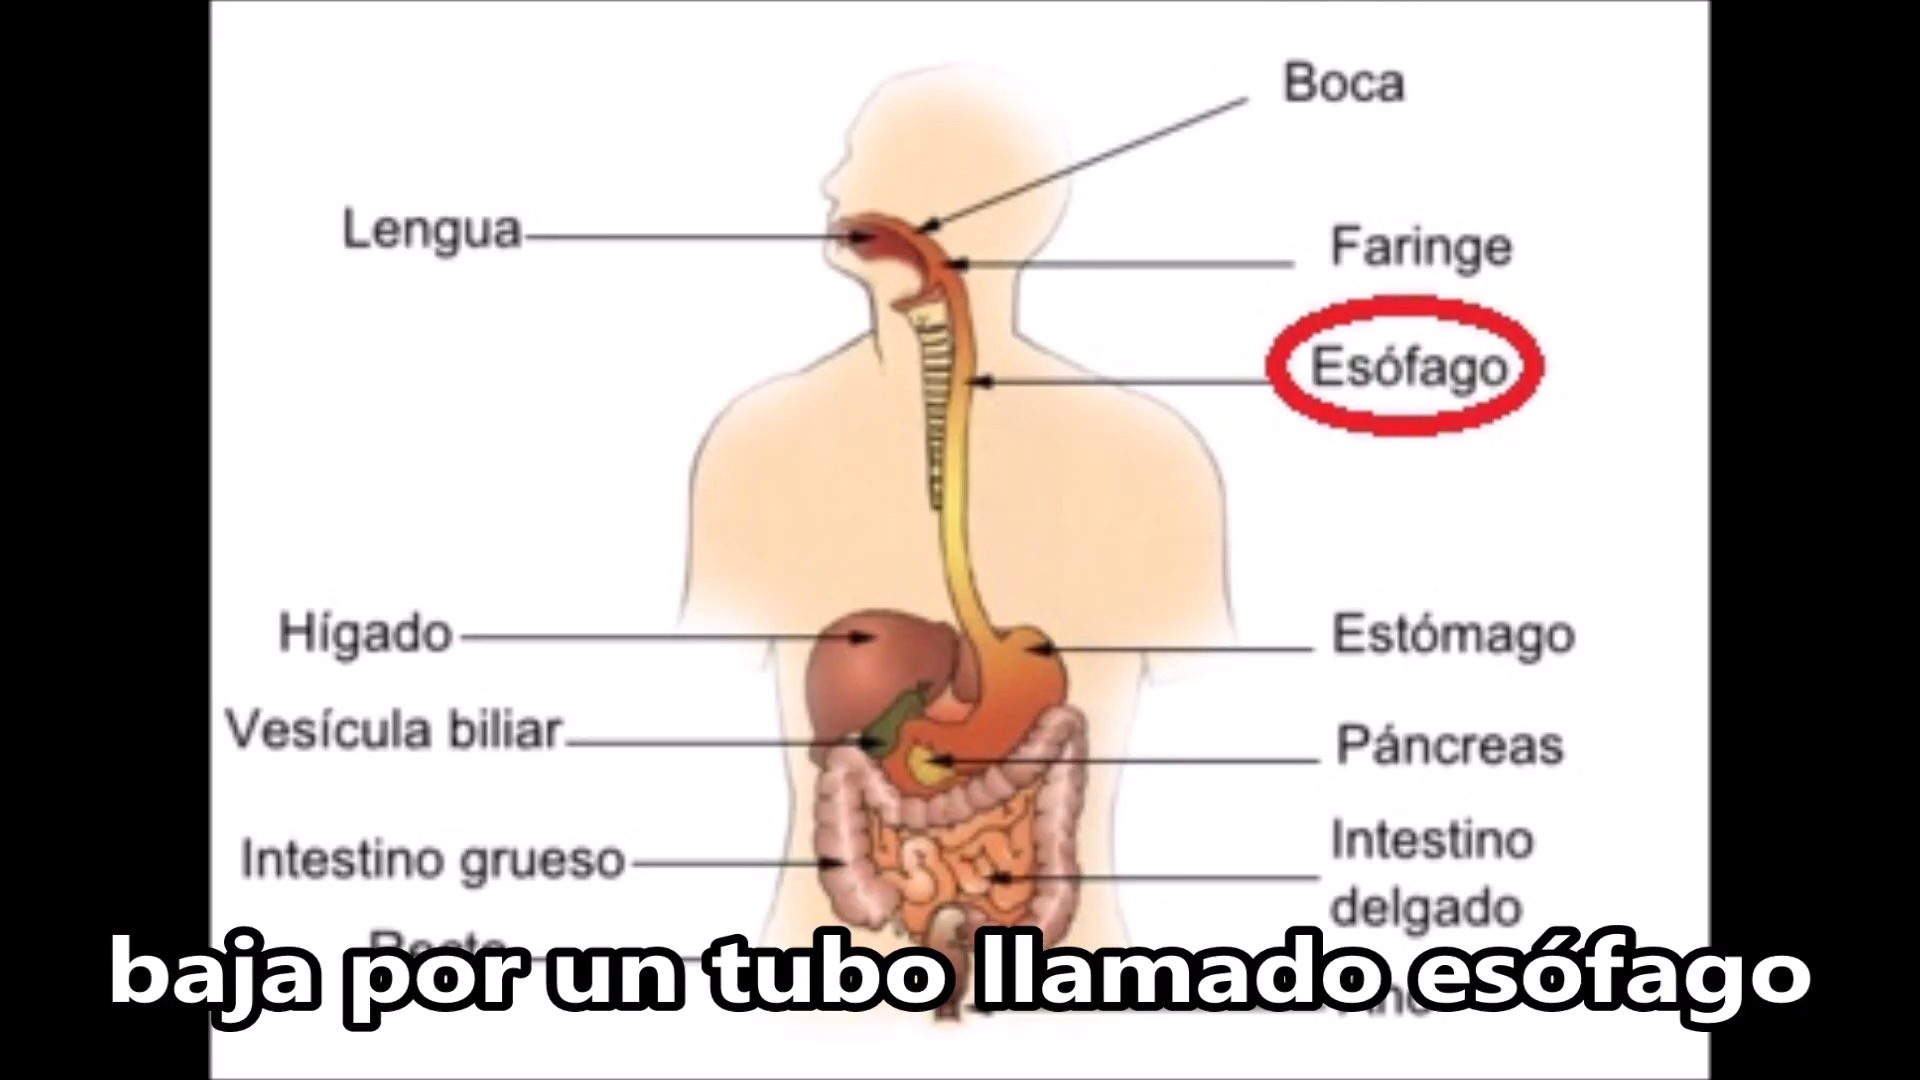 Boca
Lengua
Faringe
Esófago
Hígado
Estómago
Vesícula biliar
Páncreas
Intestino grueso
Intestino
delgado
baja por un tubo llamado esófago